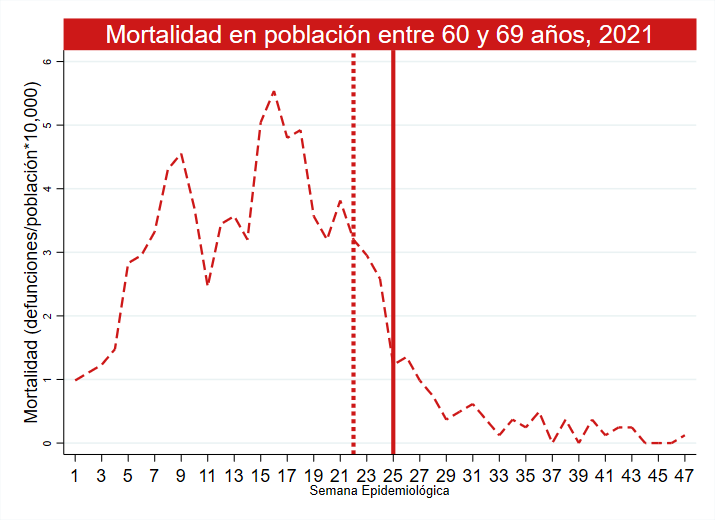 Mortalidad en población entre 60 y 69 años, 2021
Mortalidad (defunciones/población*10,000)
6
5
4
3
2
1
0
1 3 5 7 9 11 13 15 17 19 21 23 25 27 29 31 33 35 37 39 41 43 45 47
Semana Epidemiológica